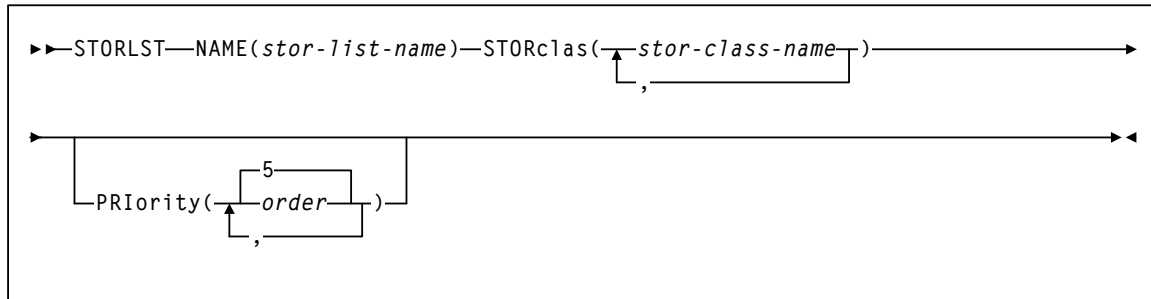 STORLST NAME(stor-list-name) STORclas( stor-class-name )
,
5
PRIority( order )
,